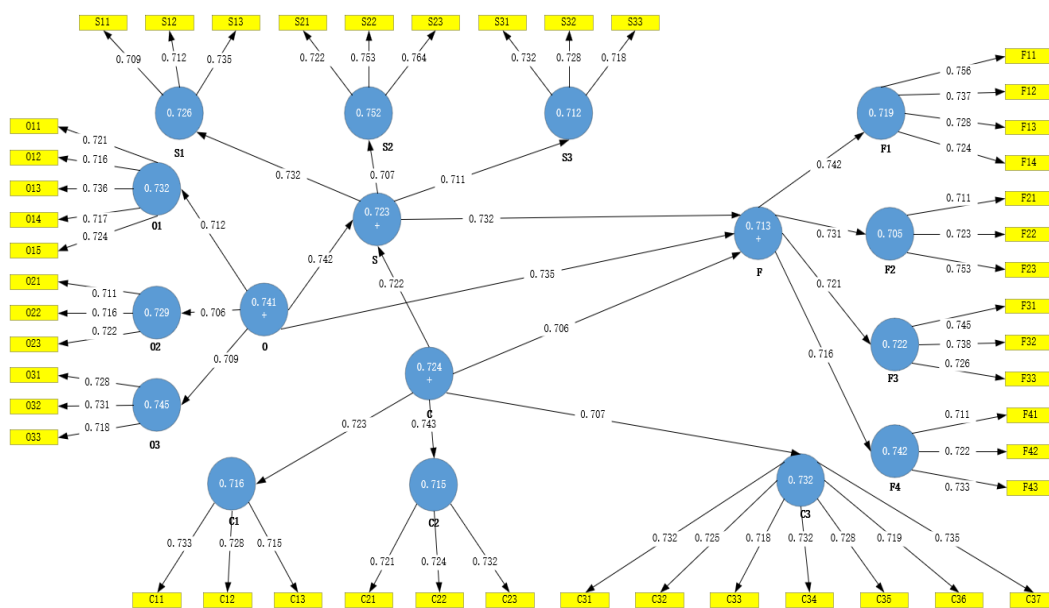 S11 S12 S13 S21 S22 S23 S31 S32 S33
0.709 0.712 0.735 0.722 0.753 0.764 0.732 0.728 0.718
F11
0.756
F12
0.737
0.726 0.752 0.712 0.719
F13
0.728
F14
0.724
S1 S2 S3 F1
O11
0.721
O12
0.716
O13
0.736
0.732
O14
0.717
O15
0.724
O1
0.732 0.707 0.711 0.742
F21
0.711
F22
0.723
F23
0.753
0.705
F2
0.712
0.742
0.723
+
S
0.732
0.713
+
F
0.731
0.735
0.722
0.721
O21
0.711
O22
0.716
O23
0.722
0.729
O2
0.706
0.741
+
O
0.709
0.706
0.716
F31
0.745
F32
0.738
F33
0.726
0.722
F3
O31
0.728
O32
0.731
O33
0.718
0.745
O3
0.724
+
C
0.723 0.743 0.707
F41
0.711
F42
0.722
F43
0.733
0.742
F4
0.716 0.715 0.732
C1 C2 C3
0.733 0.728 0.715 0.721 0.724 0.732 0.732 0.725 0.718 0.732 0.728 0.719 0.735
C11 C12 C13 C21 C22 C23 C31 C32 C33 C34 C35 C36 C37